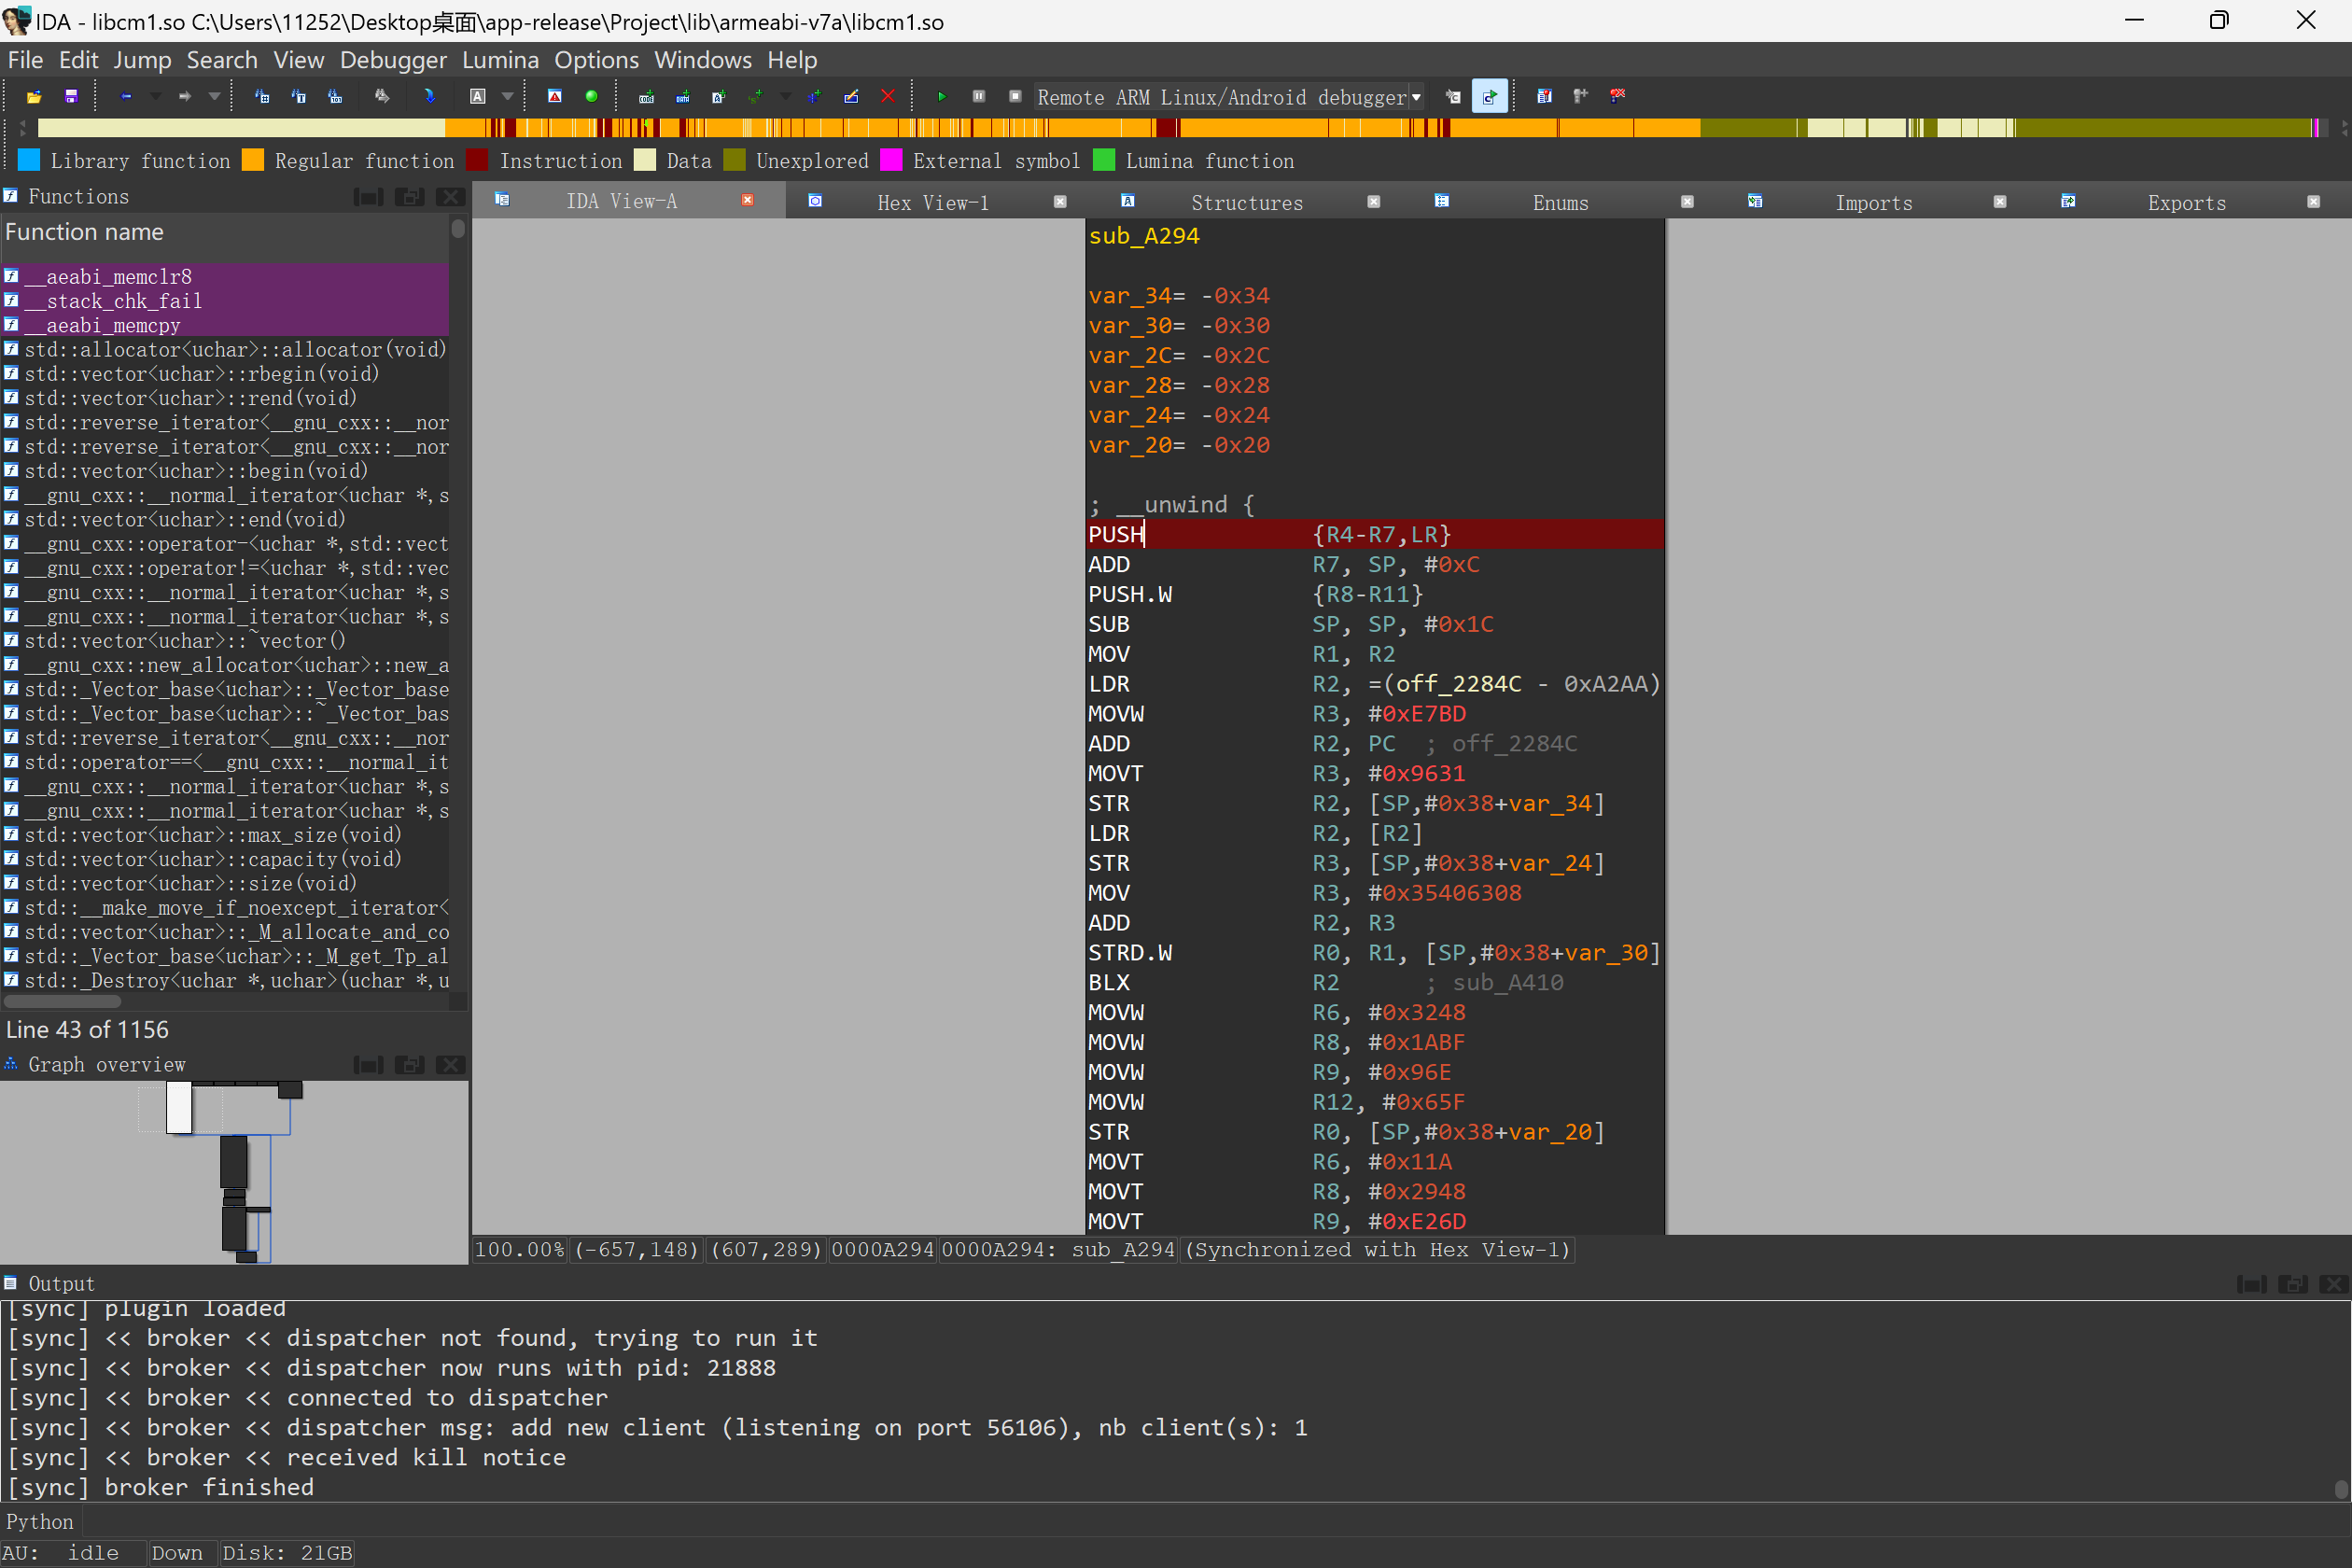 IDA - libcm1.so C:\Users\11252\Desktop桌面\app-release\Project\lib\armeabi-v7a\libcm1.so
File Edit Jump Search View Debugger Lumina Options Windows Help
Remote ARM Linux/Android debugger
Library function Regular function Instruction Data Unexplored External symbol Lumina function
Functions
Function name
__aeabi_memclr8
__stack_chk_fail
__aeabi_memcpy
std::allocator<uchar>::allocator(void)
std::vector<uchar>::rbegin(void)
std::vector<uchar>::rend(void)
std::reverse_iterator<__gnu_cxx::__nor
std::reverse_iterator<__gnu_cxx::__nor
std::vector<uchar>::begin(void)
__gnu_cxx::__normal_iterator<uchar *,s
std::vector<uchar>::end(void)
__gnu_cxx::operator-<uchar *,std::vect
__gnu_cxx::operator!=<uchar *,std::vec
__gnu_cxx::__normal_iterator<uchar *,s
__gnu_cxx::__normal_iterator<uchar *,s
std::vector<uchar>::~vector()
__gnu_cxx::new_allocator<uchar>::new_a
std::_Vector_base<uchar>::_Vector_base
std::_Vector_base<uchar>::~_Vector_bas
std::reverse_iterator<__gnu_cxx::__nor
std::operator==<__gnu_cxx::__normal_it
__gnu_cxx::__normal_iterator<uchar *,s
__gnu_cxx::__normal_iterator<uchar *,s
std::vector<uchar>::max_size(void)
std::vector<uchar>::capacity(void)
std::vector<uchar>::size(void)
std::__make_move_if_noexcept_iterator<
std::vector<uchar>::_M_allocate_and_co
std::_Vector_base<uchar>::_M_get_Tp_al
std::_Destroy<uchar *,uchar>(uchar *,u
Line 43 of 1156
Graph overview
IDA View-A Hex View-1 Structures Enums Imports Exports
sub_A294
var_34= -0x34
var_30= -0x30
var_2C= -0x2C
var_28= -0x28
var_24= -0x24
var_20= -0x20
; __unwind {
PUSH {R4-R7,LR}
ADD R7, SP, #0xC
PUSH.W {R8-R11}
SUB SP, SP, #0x1C
MOV R1, R2
LDR R2, =(off_2284C - 0xA2AA)
MOVW R3, #0xE7BD
ADD R2, PC ; off_2284C
MOVT R3, #0x9631
STR R2, [SP,#0x38+var_34]
LDR R2, [R2]
STR R3, [SP,#0x38+var_24]
MOV R3, #0x35406308
ADD R2, R3
STRD.W R0, R1, [SP,#0x38+var_30]
BLX R2 ; sub_A410
MOVW R6, #0x3248
MOVW R8, #0x1ABF
MOVW R9, #0x96E
MOVW R12, #0x65F
STR R0, [SP,#0x38+var_20]
MOVT R6, #0x11A
MOVT R8, #0x2948
MOVT R9, #0xE26D
100.00% (-657,148) (607,289) 0000A294 0000A294: sub_A294 (Synchronized with Hex View-1)
Output
[sync] plugin loaded
[sync] << broker << dispatcher not found, trying to run it
[sync] << broker << dispatcher now runs with pid: 21888
[sync] << broker << connected to dispatcher
[sync] << broker << dispatcher msg: add new client (listening on port 56106), nb client(s): 1
[sync] << broker << received kill notice
[sync] broker finished
Python
AU: idle Down Disk: 21GB